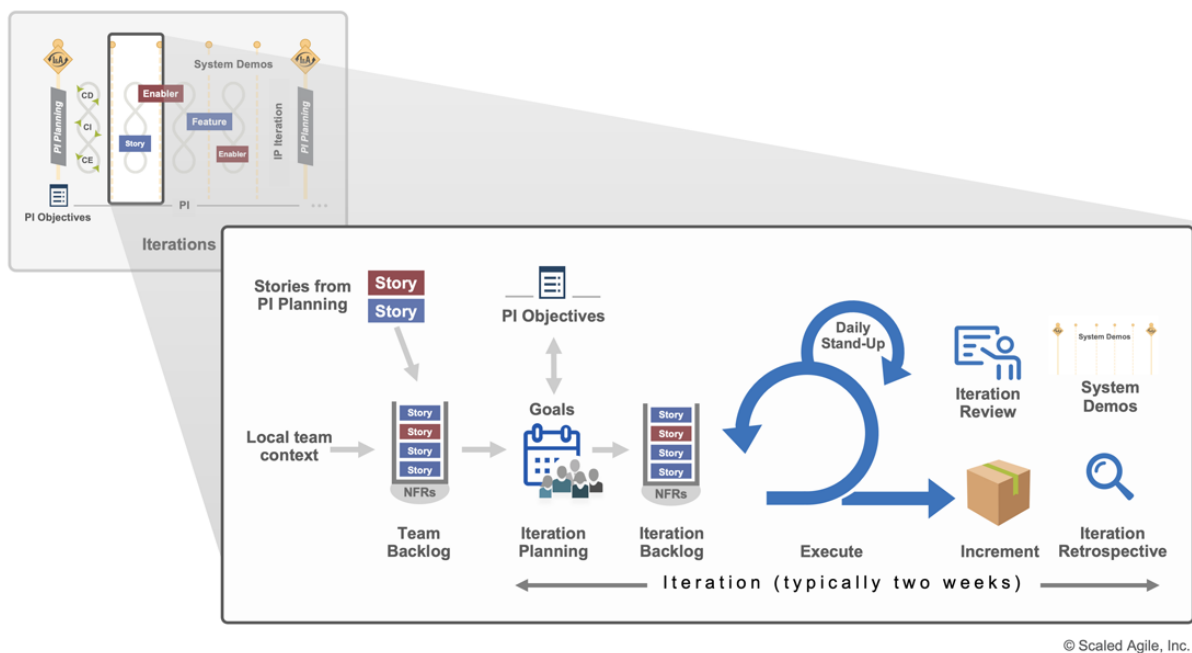 I&A
I&A
System Demos
PI Planning
CD
CI
CE
Enabler
Feature
Story
Enabler
IP Iteration
PI Planning
PI Objectives
PI
Iterations
Stories from
PI Planning
Story
Story
PI Objectives
Daily
Stand-Up
System Demos
Iteration
Review
System
Demos
Local team
context
Story
Story
Story
Story
NFRs
Goals
Story
Story
Story
Story
NFRs
Team
Backlog
Iteration
Planning
Iteration
Backlog
Execute
Increment
Iteration
Retrospective
Iteration (typically two weeks)
© Scaled Agile, Inc.